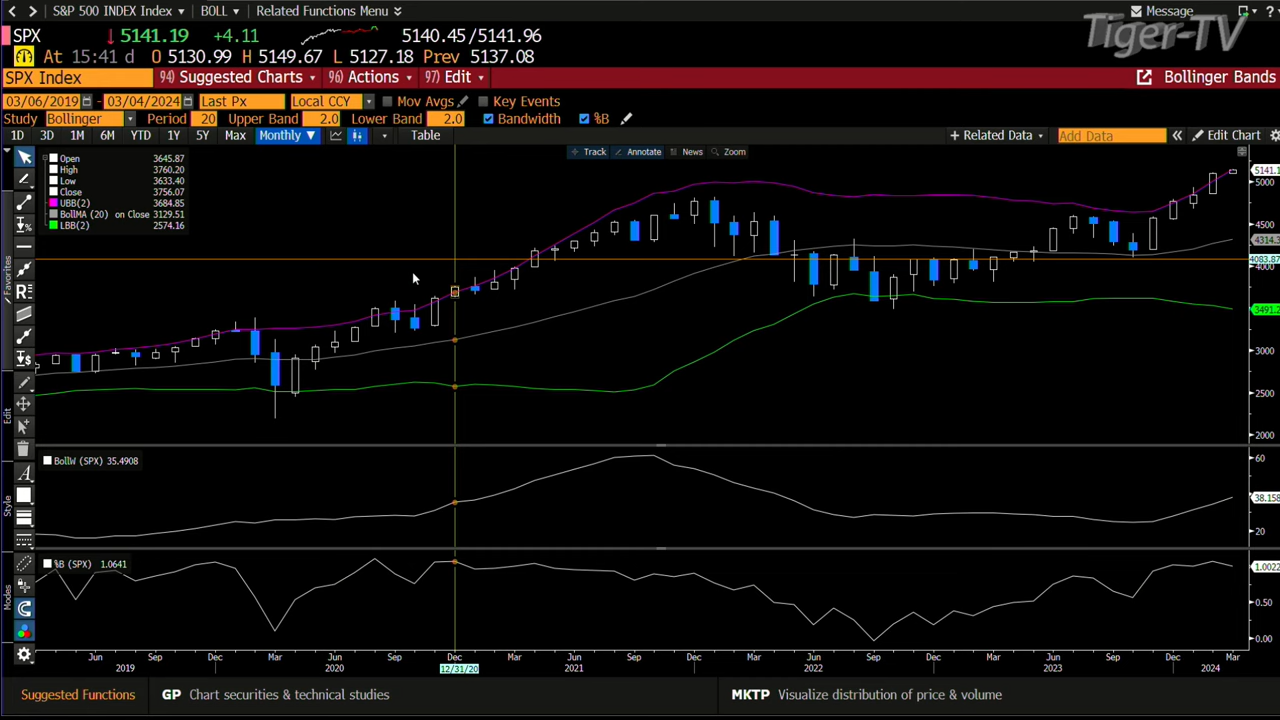 S&P 500 INDEX Index BOLL Related Functions Menu Message ?
Tiger-TV
SPX 5141.19 +4.11 5140.45/5141.96
At 15:41 d O 5130.99 H 5149.67 L 5127.18 Prev 5137.08
SPX Index 94) Suggested Charts 96) Actions 97) Edit Bollinger Bands
03/06/2019 - 03/04/2024 Last Px Local CCY Mov Avgs Key Events
Study Bollinger Period 20 Upper Band 2.0 Lower Band 2.0 Bandwidth %B
1D 3D 1M 6M YTD 1Y 5Y Max Monthly ▼ Table + Related Data Add Data « Edit Chart
Track Annotate News Zoom
Open 3645.87
High 3760.20
Low 3633.40
Close 3756.07
UBB(2) 3684.85
BollMA (20) on Close 3129.51
LBB(2) 2574.16
5141.1
5000
4500
4314.3
4083.87
4000
3491.2
3000
2000
BollW (SPX) 35.4908
60
38.158
20
%B (SPX) 1.0641
1.0022
0.50
0.00
Favorites
Edit
Style
Modes
Jun Sep Dec Mar Jun Sep Dec Mar Jun Sep Dec Jun Sep Dec Mar Jun Sep Dec Mar
2019 2020 12/31/20 2021 2022 2023 2024
Suggested Functions GP Chart securities & technical studies MKTP Visualize distribution of price & volume